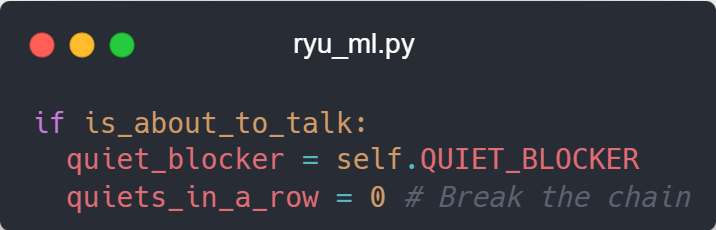 ryu_ml.py
if is_about_to_talk:
  quiet_blocker = self.QUIET_BLOCKER
  quiets_in_a_row = 0 # Break the chain